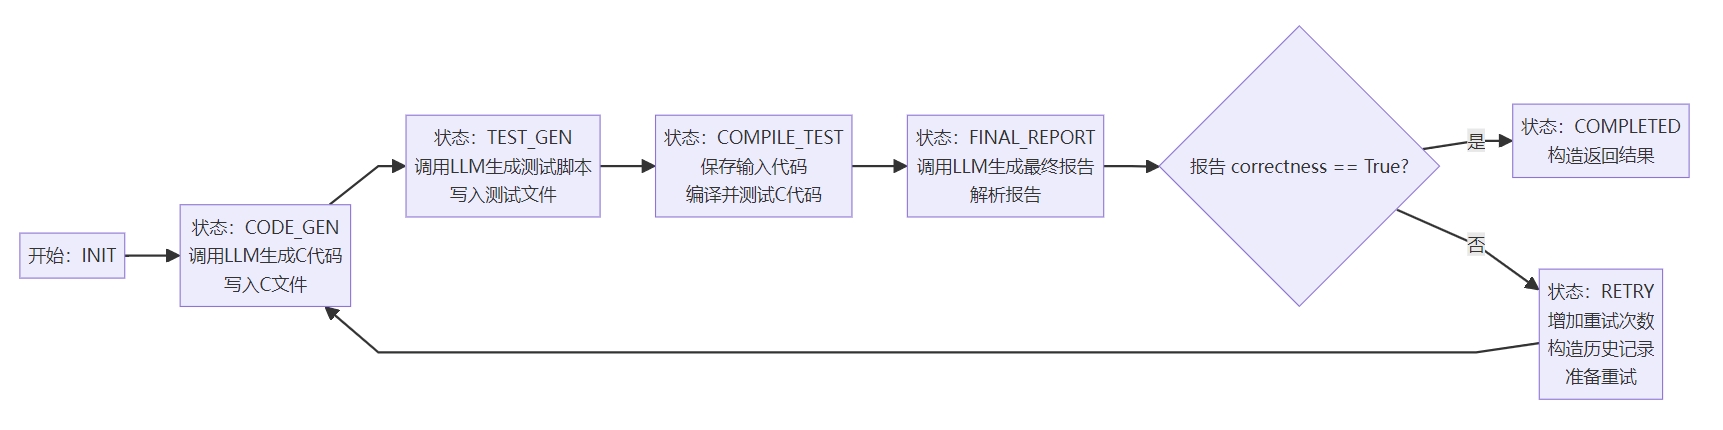 开始：INIT
状态：CODE_GEN
调用LLM生成C代码
写入C文件
状态：TEST_GEN
调用LLM生成测试脚本
写入测试文件
状态：COMPILE_TEST
保存输入代码
编译并测试C代码
状态：FINAL_REPORT
调用LLM生成最终报告
解析报告
报告 correctness == True?
是
状态：COMPLETED
构造返回结果
否
状态：RETRY
增加重试次数
构造历史记录
准备重试